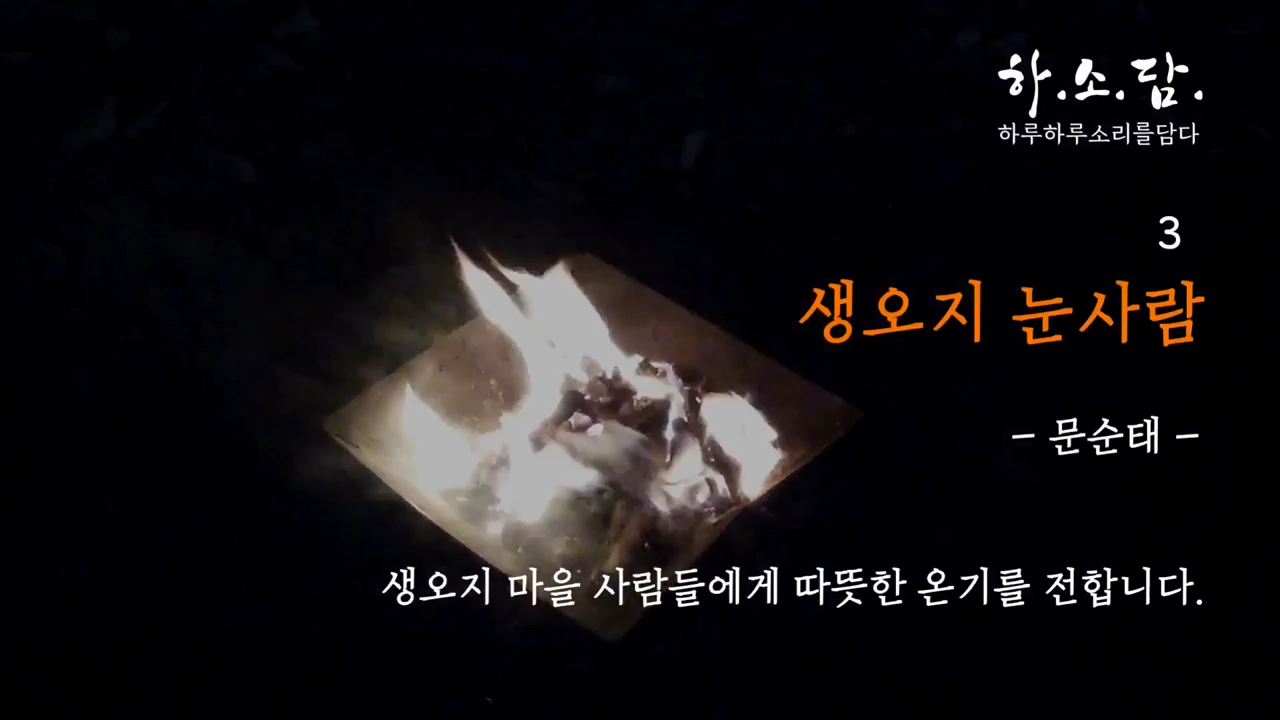 하.소.담.
하루하루소리를담다
3
생오지 눈사람
– 문순태 –
생오지 마을 사람들에게 따뜻한 온기를 전합니다.